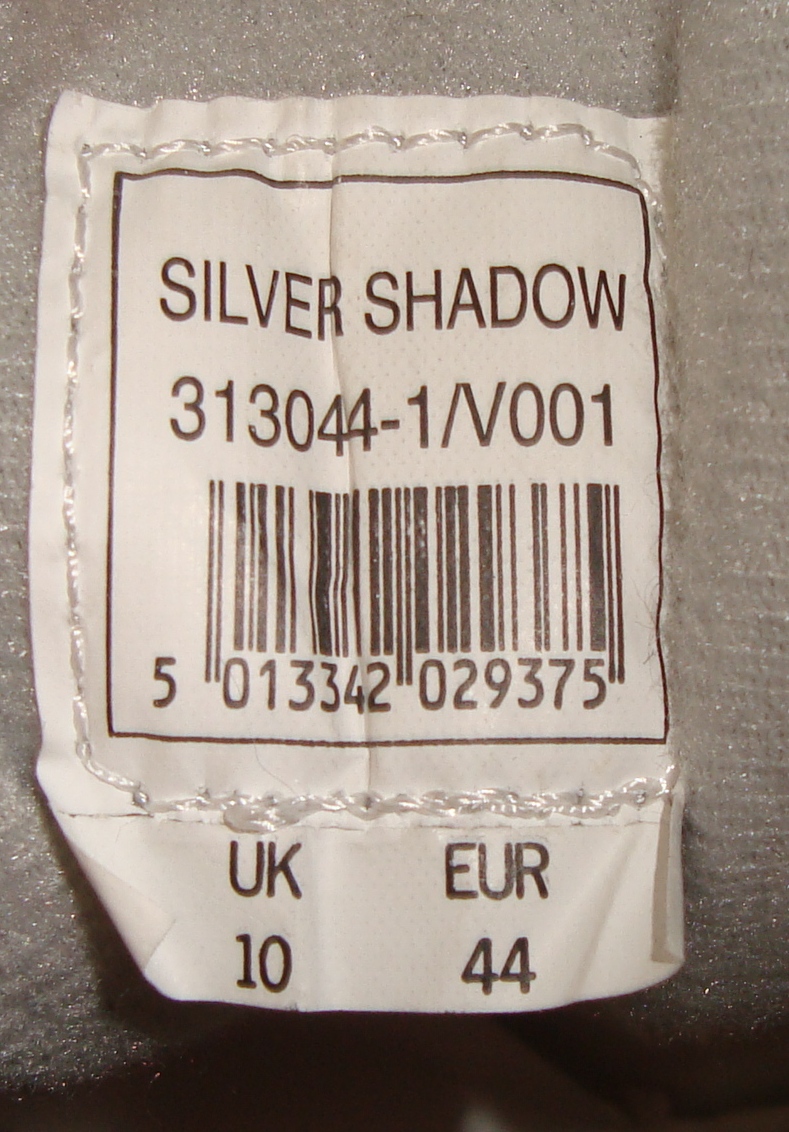 SILVER SHADOW
313044-1/V001
5 013342 029375
UK EUR
10 44